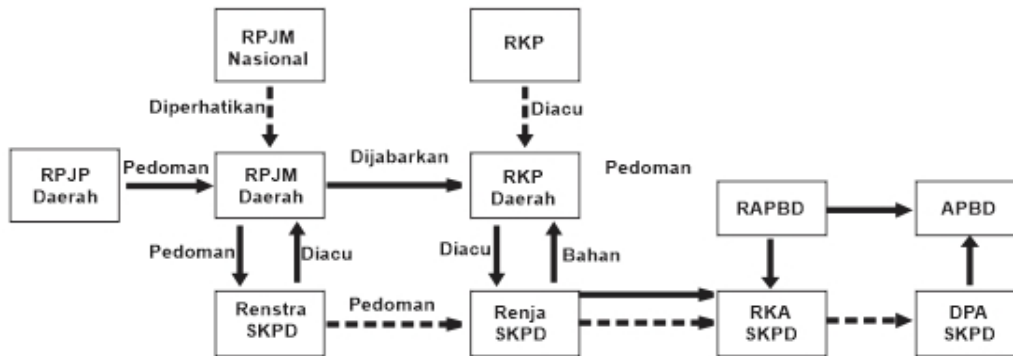 RPJM
Nasional
RKP
Diperhatikan
Diacu
RPJP
Daerah
Pedoman
RPJM
Daerah
Dijabarkan
RKP
Daerah
Pedoman
RAPBD
APBD
Pedoman
Diacu
Diacu
Bahan
Renstra
SKPD
Pedoman
Renja
SKPD
RKA
SKPD
DPA
SKPD